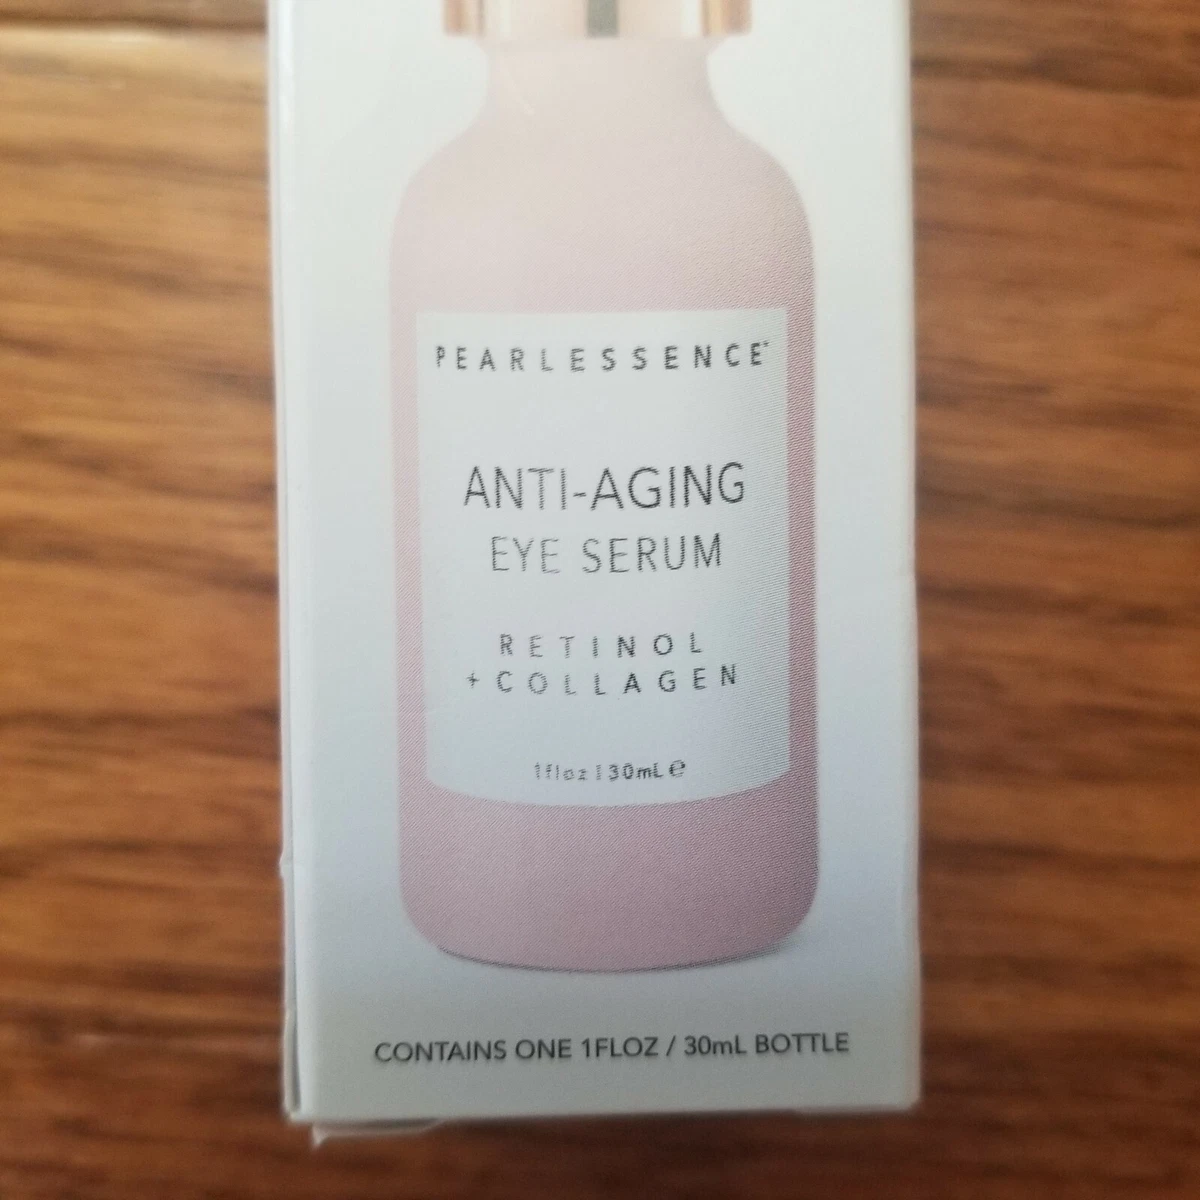 PEARLESSENCE
ANTI-AGING
EYE SERUM
RETINOL
+ COLLAGEN
1floz | 30mL ℮
CONTAINS ONE 1FLOZ / 30mL BOTTLE